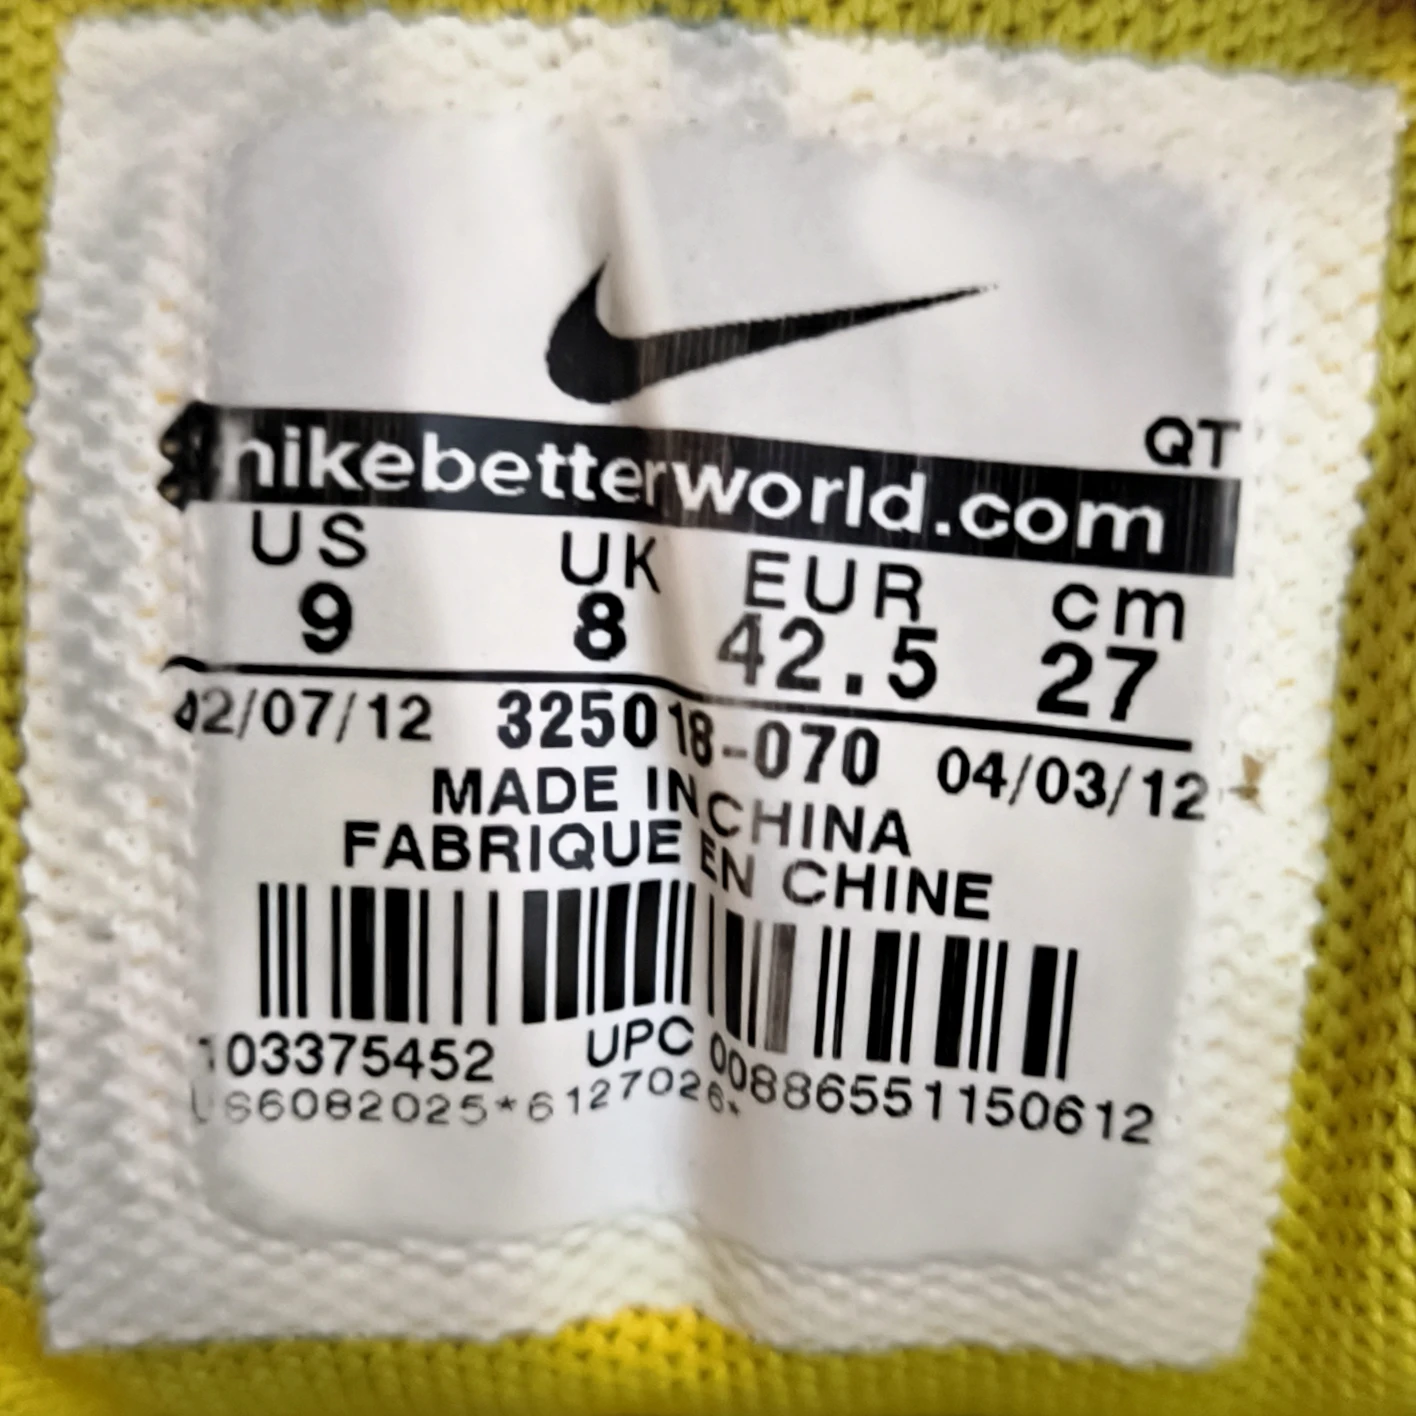 QT
nikebetterworld.com
US UK EUR cm
9 8 42.5 27
02/07/12 325018-070 04/03/12
MADE IN CHINA
FABRIQUE EN CHINE
103375452 UPC 00886551150612
US6082025*6127026*